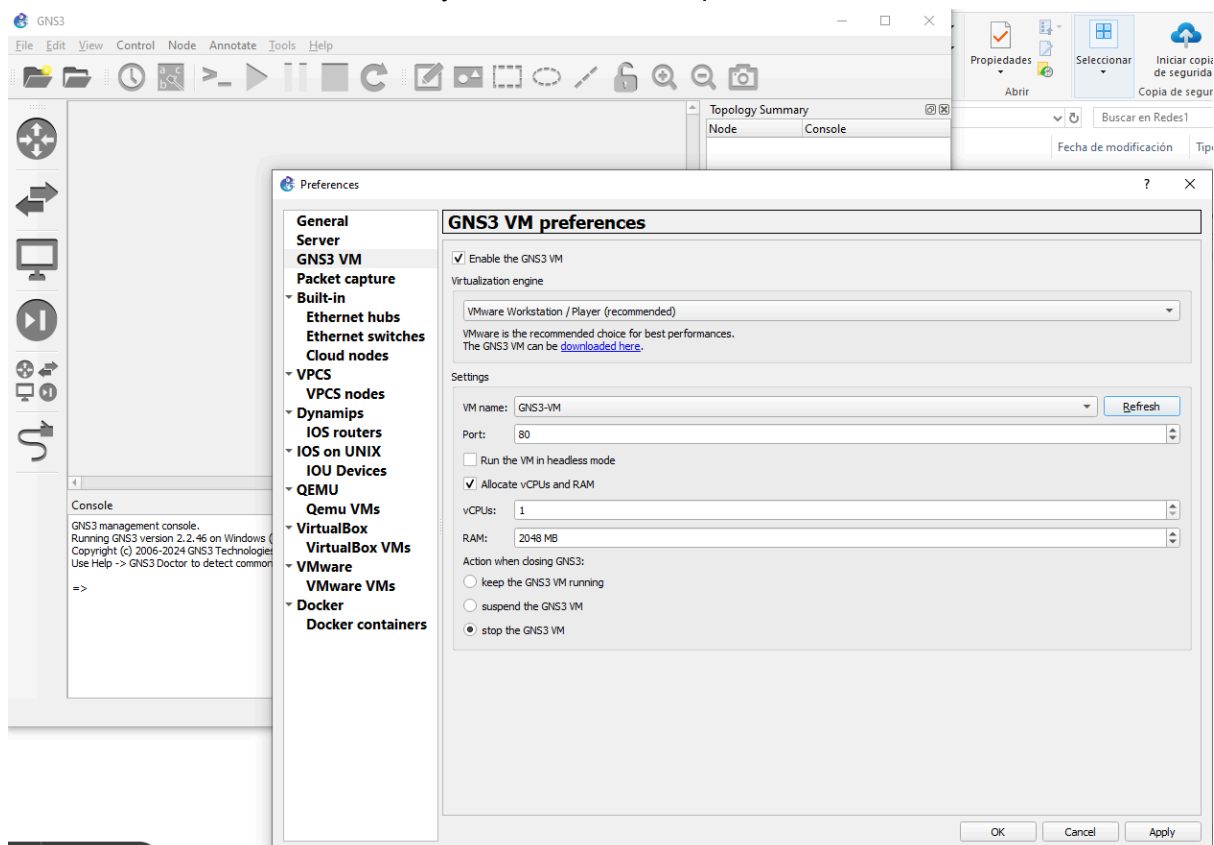 GNS3
File Edit View Control Node Annotate Tools Help
Propiedades
Seleccionar
Iniciar copia
de segurida
Abrir
Copia de segur
Topology Summary
Node Console
Buscar en Redes1
Fecha de modificación Tipo
Preferences
General
Server
GNS3 VM
Packet capture
Built-in
Ethernet hubs
Ethernet switches
Cloud nodes
VPCS
VPCS nodes
Dynamips
IOS routers
IOS on UNIX
IOU Devices
QEMU
Qemu VMs
VirtualBox
VirtualBox VMs
VMware
VMware VMs
Docker
Docker containers
GNS3 VM preferences
Enable the GNS3 VM
Virtualization engine
VMware Workstation / Player (recommended)
VMware is the recommended choice for best performances.
The GNS3 VM can be downloaded here.
Settings
VM name: GNS3-VM Refresh
Port: 80
Run the VM in headless mode
Allocate vCPUs and RAM
vCPUs: 1
RAM: 2048 MB
Action when closing GNS3:
keep the GNS3 VM running
suspend the GNS3 VM
stop the GNS3 VM
OK Cancel Apply
Console
GNS3 management console.
Running GNS3 version 2.2.46 on Windows (
Copyright (c) 2006-2024 GNS3 Technologie
Use Help -> GNS3 Doctor to detect common
=>